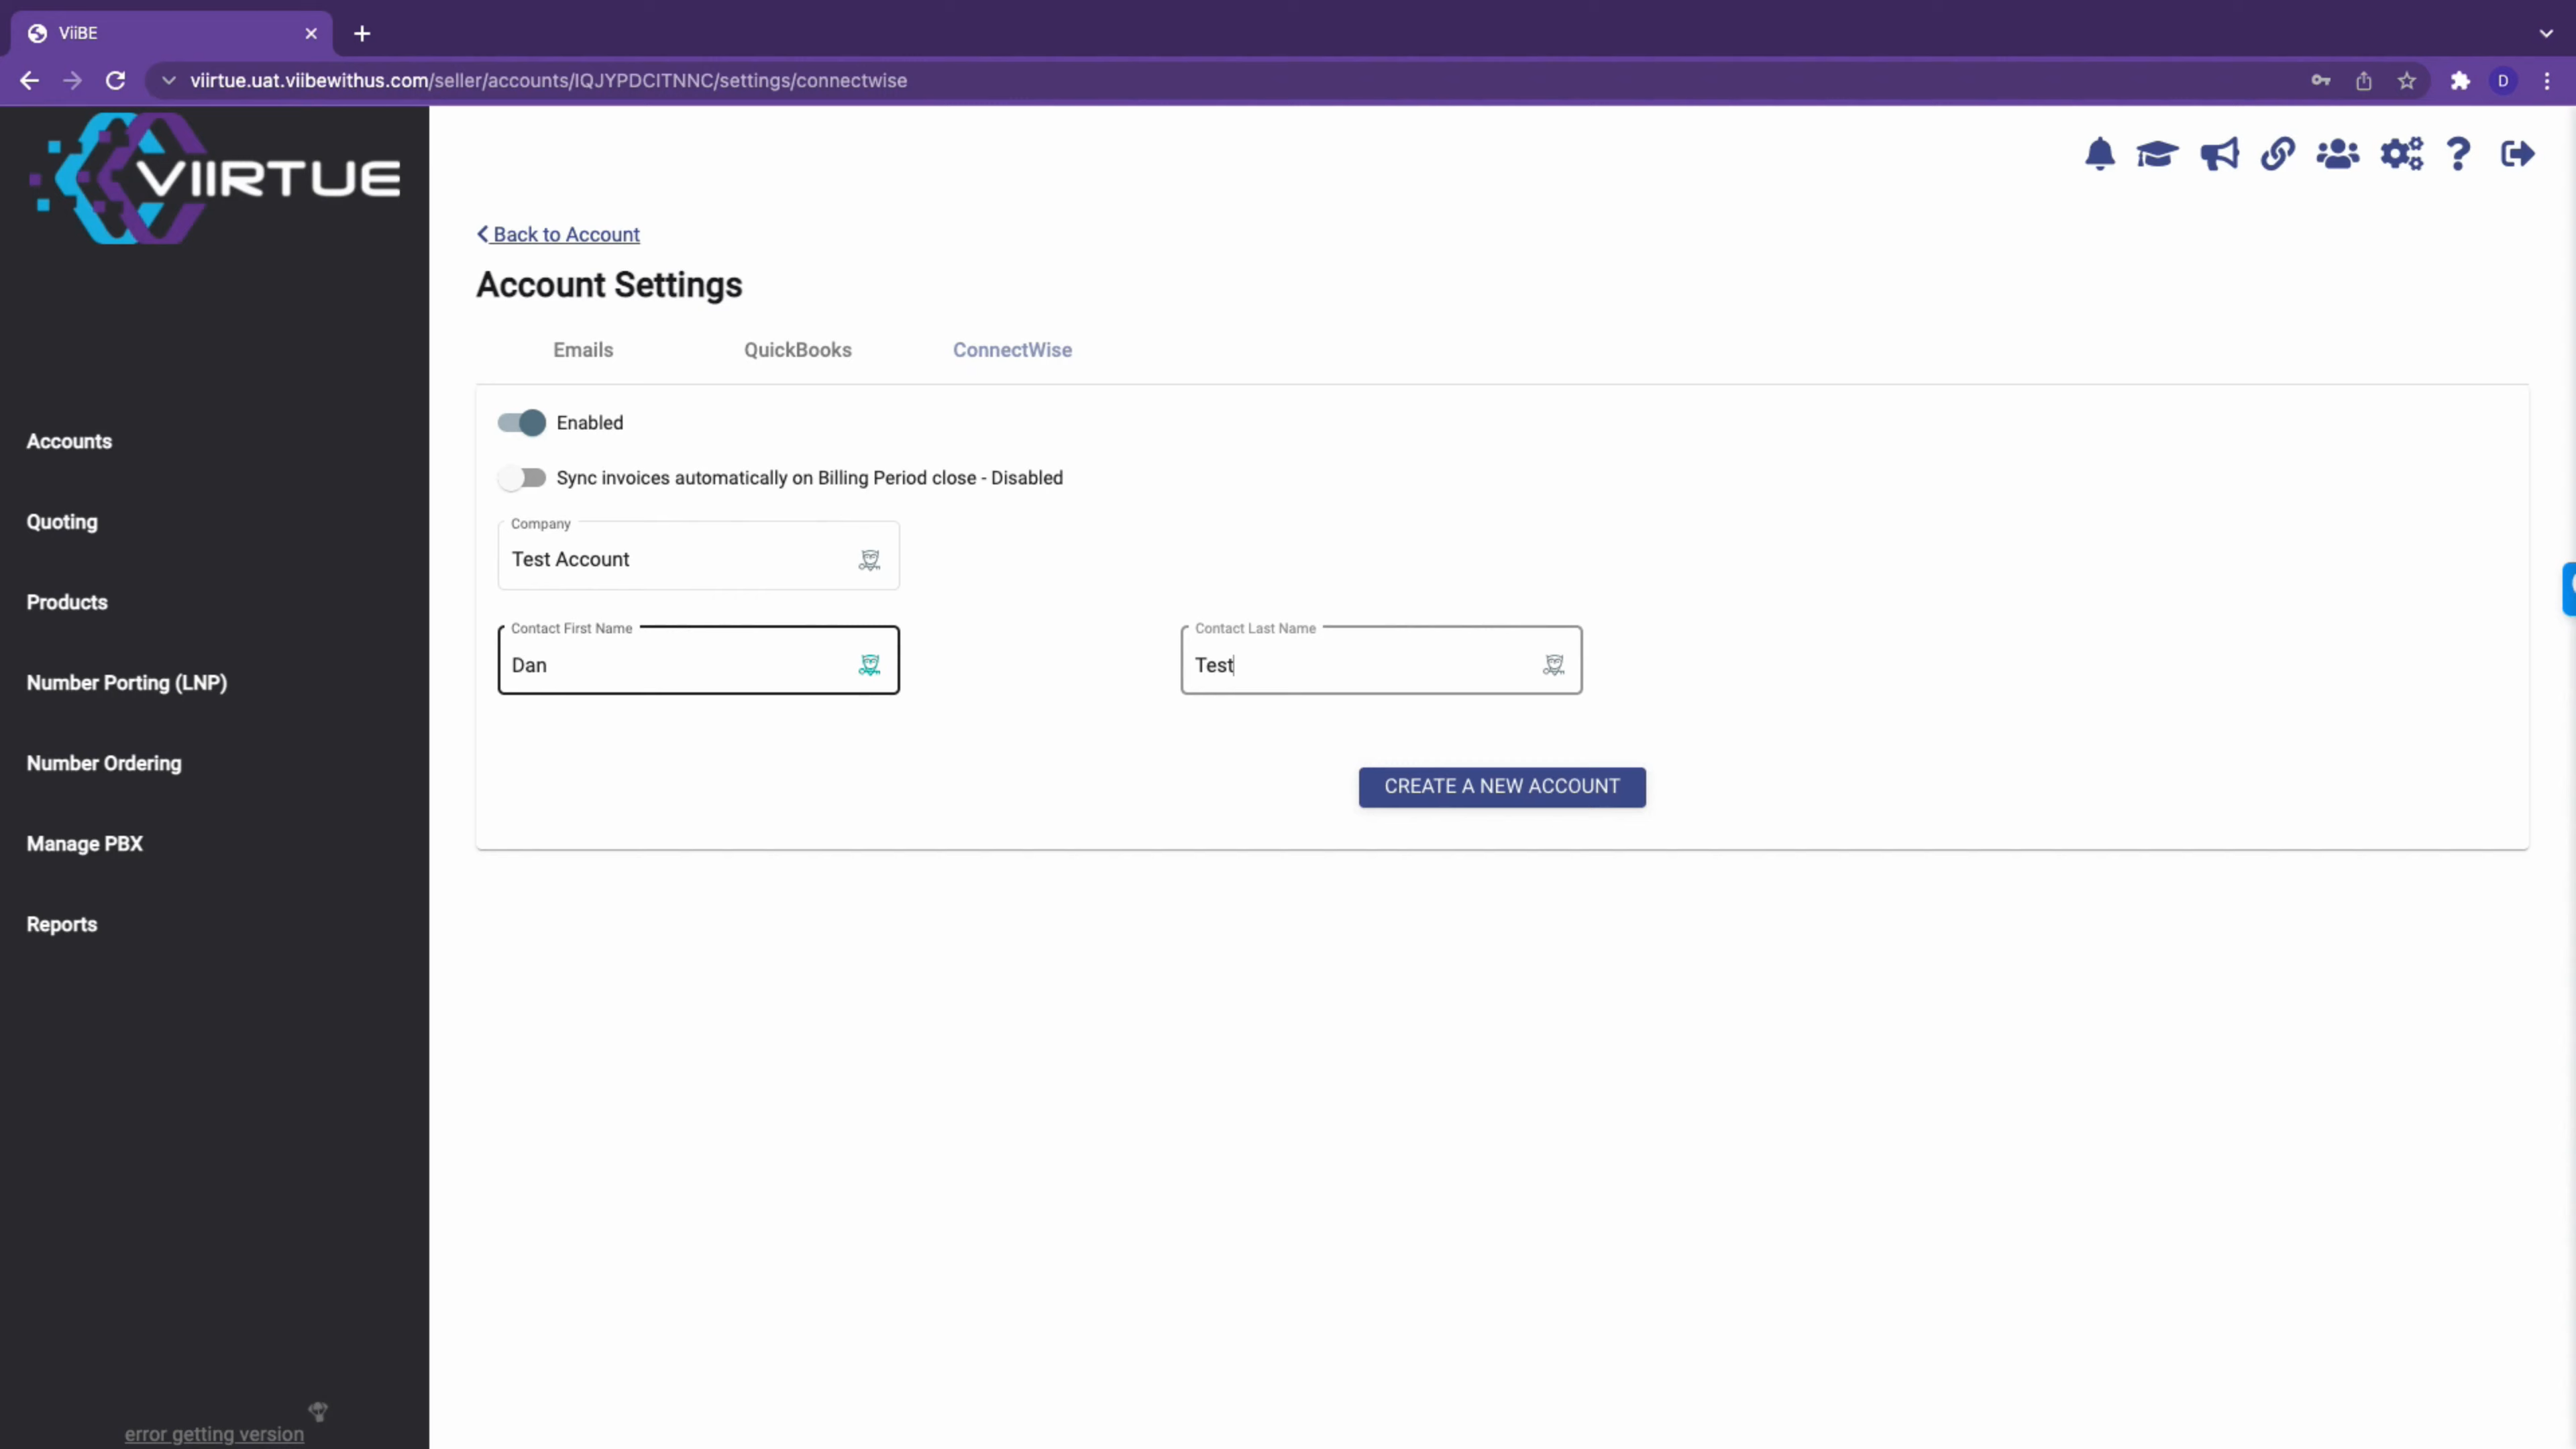 ViiBE
viirtue.uat.viibewithus.com/seller/accounts/IQJYPDCITNNC/settings/connectwise
D
VIIRTUE
Back to Account
Account Settings
Emails QuickBooks ConnectWise
Enabled
Sync invoices automatically on Billing Period close - Disabled
Company
Test Account
Contact First Name Contact Last Name
Dan Test
CREATE A NEW ACCOUNT
Accounts
Quoting
Products
Number Porting (LNP)
Number Ordering
Manage PBX
Reports
error getting version